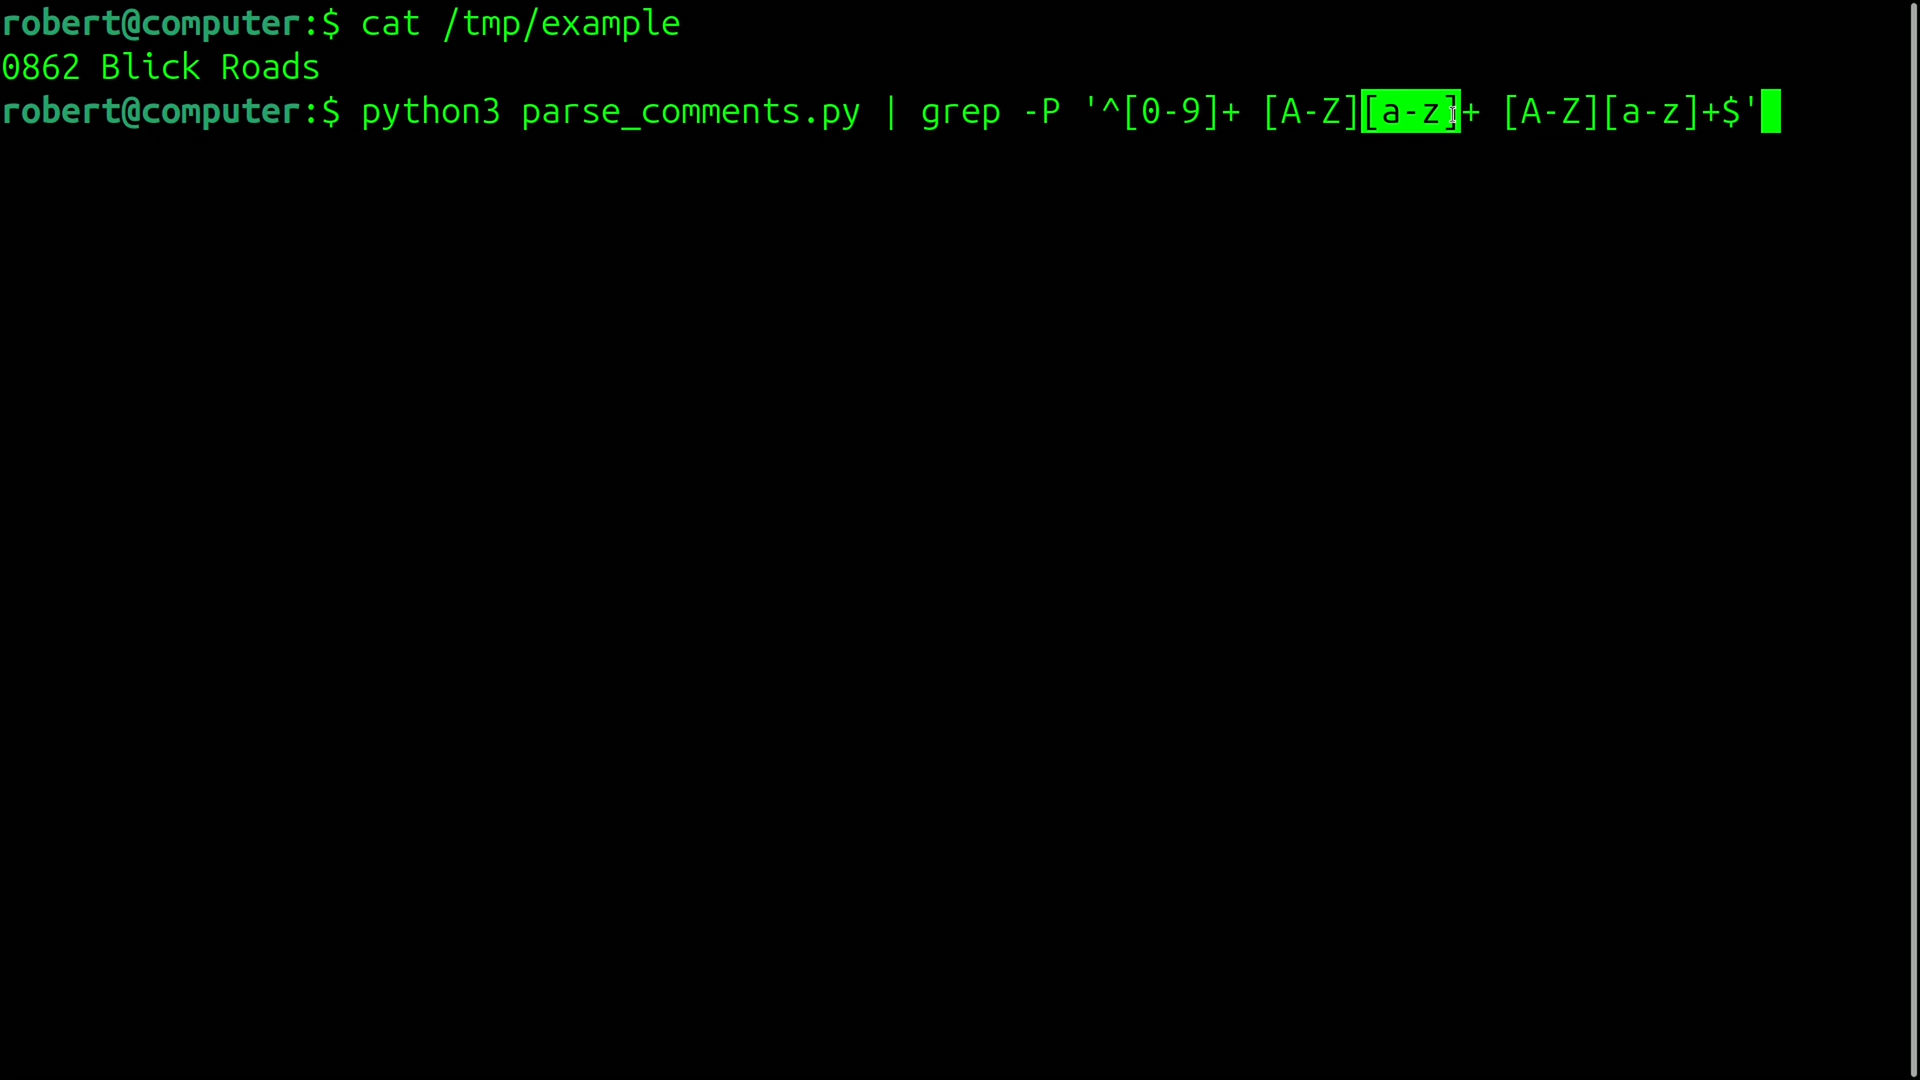 robert@computer:$ cat /tmp/example
0862 Blick Roads
robert@computer:$ python3 parse_comments.py | grep -P '^[0-9]+ [A-Z][a-z]+ [A-Z][a-z]+$'